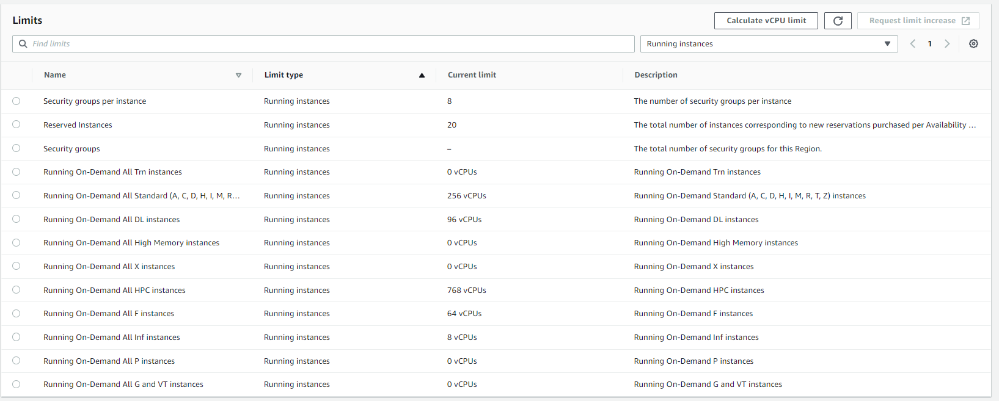 Limits
Calculate vCPU limit
Request limit increase
Find limits
Running instances
1
Name Limit type Current limit Description
Security groups per instance Running instances 8 The number of security groups per instance
Reserved Instances Running instances 20 The total number of instances corresponding to new reservations purchased per Availability ...
Security groups Running instances – The total number of security groups for this Region.
Running On-Demand All Trn instances Running instances 0 vCPUs Running On-Demand Trn instances
Running On-Demand All Standard (A, C, D, H, I, M, R... Running instances 256 vCPUs Running On-Demand Standard (A, C, D, H, I, M, R, T, Z) instances
Running On-Demand All DL instances Running instances 96 vCPUs Running On-Demand DL instances
Running On-Demand All High Memory instances Running instances 0 vCPUs Running On-Demand High Memory instances
Running On-Demand All X instances Running instances 0 vCPUs Running On-Demand X instances
Running On-Demand All HPC instances Running instances 768 vCPUs Running On-Demand HPC instances
Running On-Demand All F instances Running instances 64 vCPUs Running On-Demand F instances
Running On-Demand All Inf instances Running instances 8 vCPUs Running On-Demand Inf instances
Running On-Demand All P instances Running instances 0 vCPUs Running On-Demand P instances
Running On-Demand All G and VT instances Running instances 0 vCPUs Running On-Demand G and VT instances